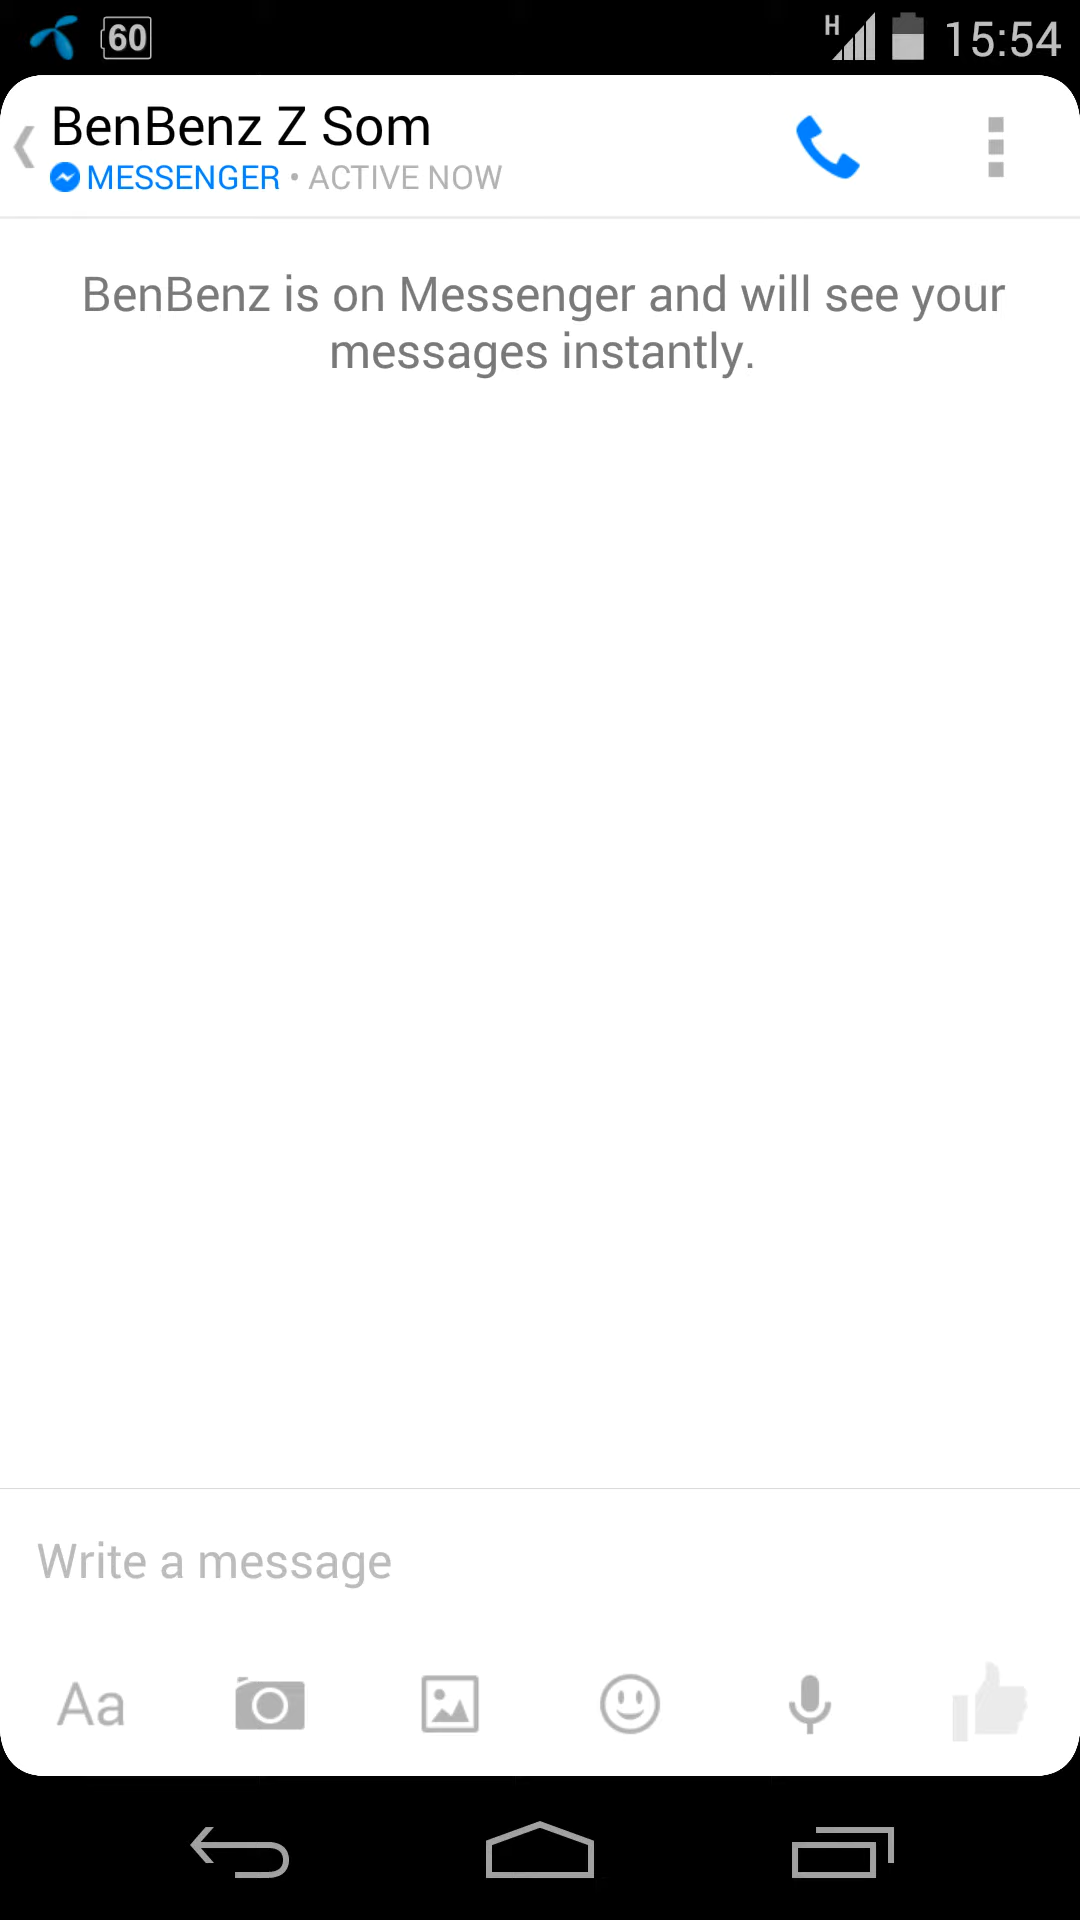 60
H
15:54
BenBenz Z Som
MESSENGER • ACTIVE NOW
BenBenz is on Messenger and will see your
messages instantly.
Write a message
Aa